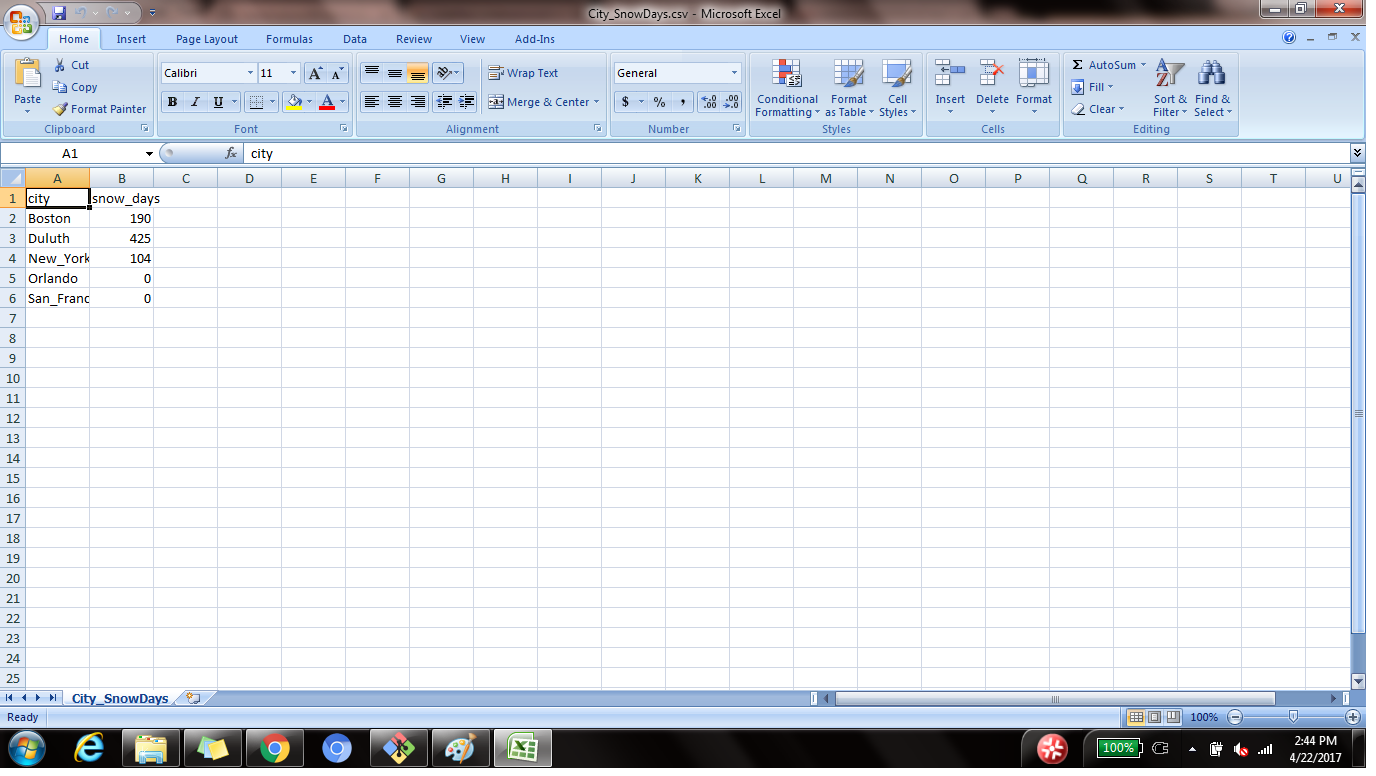 City_SnowDays.csv - Microsoft Excel
Home Insert Page Layout Formulas Data Review View Add-Ins
Paste
Cut
Copy
Format Painter
Clipboard
Calibri 11
B I U
Font
Wrap Text
Merge & Center
Alignment
General
$ % ,
Number
Conditional
Formatting
Format
as Table
Cell
Styles
Styles
Insert Delete Format
Cells
Σ AutoSum
Fill
Clear
Sort &
Filter
Find &
Select
Editing
A1 fx city
A B C D E F G H I J K L M N O P Q R S T U
1 city snow_days
2 Boston 190
3 Duluth 425
4 New_York 104
5 Orlando 0
6 San_Franc 0
7
8
9
10
11
12
13
14
15
16
17
18
19
20
21
22
23
24
25
City_SnowDays
Ready 100%
100% 2:44 PM
4/22/2017